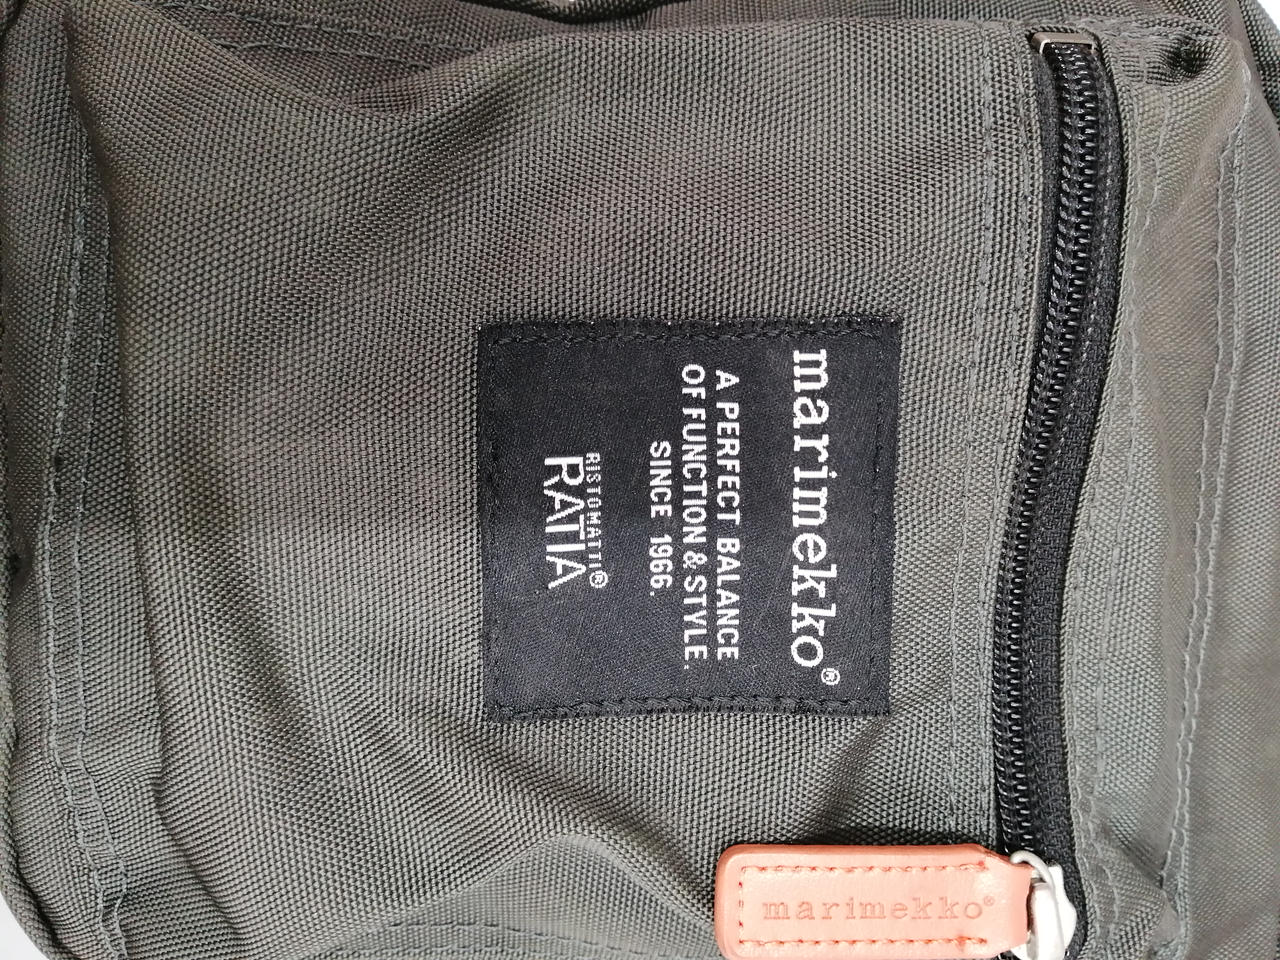 marimekko®
A PERFECT BALANCE
OF FUNCTION & STYLE.
SINCE 1966.
RISTOMATTI®
RATIA
marimekko®